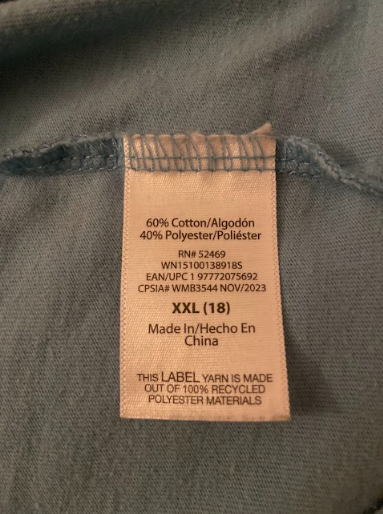 60% Cotton/Algodón
40% Polyester/Poliéster
RN# 52469
WN15100138918S
EAN/UPC 1 97772075692
CPSIA# WMB3544 NOV/2023
XXL (18)
Made In/Hecho En
China
THIS LABEL YARN IS MADE
OUT OF 100% RECYCLED
POLYESTER MATERIALS